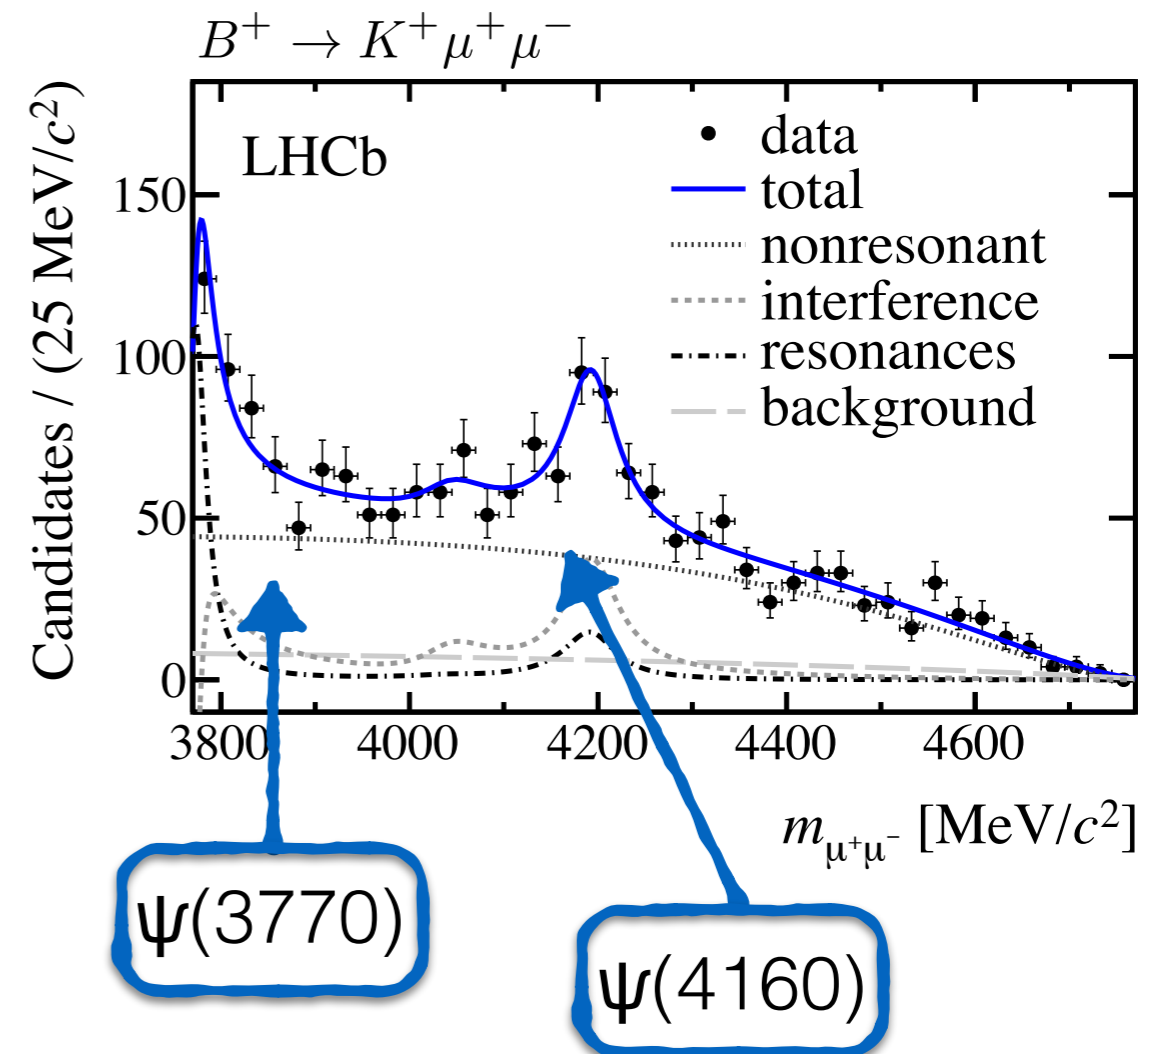 B⁺ → K⁺μ⁺μ⁻
LHCb
data
total
nonresonant
interference
resonances
background
Candidates / (25 MeV/c²)
150
100
50
0
3800 4000 4200 4400 4600
m_μ⁺μ⁻ [MeV/c²]
ψ(3770)
ψ(4160)